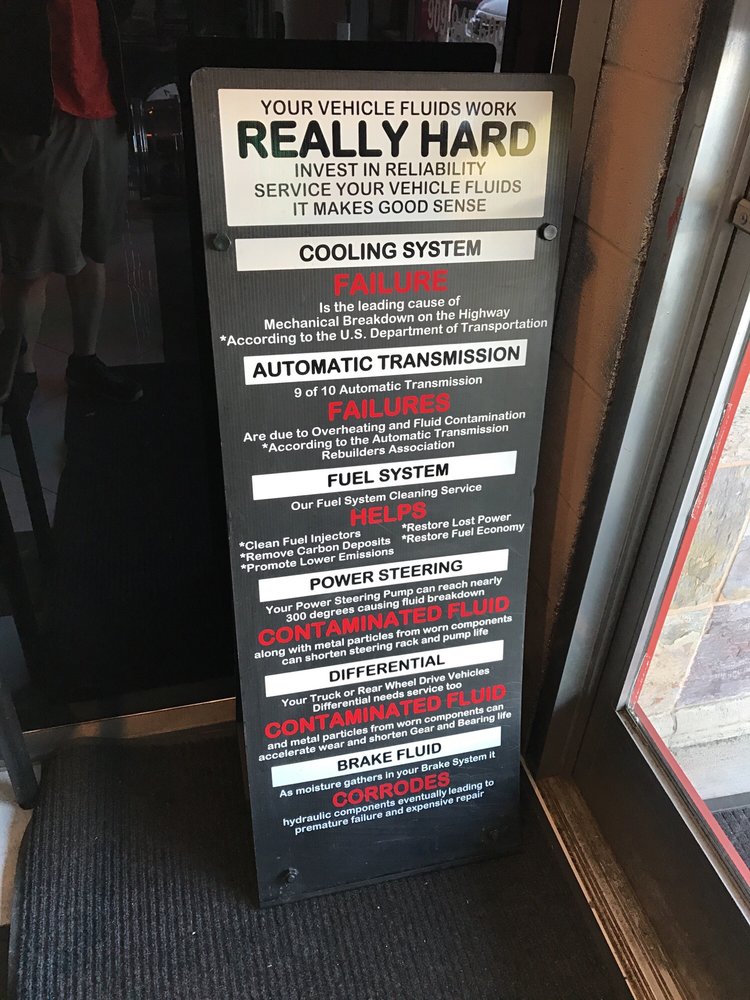 YOUR VEHICLE FLUIDS WORK
REALLY HARD
INVEST IN RELIABILITY
SERVICE YOUR VEHICLE FLUIDS
IT MAKES GOOD SENSE
COOLING SYSTEM
FAILURE
Is the leading cause of
Mechanical Breakdown on the Highway
*According to the U.S. Department of Transportation
AUTOMATIC TRANSMISSION
9 of 10 Automatic Transmission
FAILURES
Are due to Overheating and Fluid Contamination
*According to the Automatic Transmission
Rebuilders Association
FUEL SYSTEM
Our Fuel System Cleaning Service
HELPS
*Clean Fuel Injectors
*Remove Carbon Deposits
*Promote Lower Emissions
*Restore Lost Power
*Restore Fuel Economy
POWER STEERING
Your Power Steering Pump can reach nearly
300 degrees causing fluid breakdown
CONTAMINATED FLUID
along with metal particles from worn components
can shorten steering rack and pump life
DIFFERENTIAL
Your Truck or Rear Wheel Drive Vehicles
Differential needs service too
CONTAMINATED FLUID
and metal particles from worn components can
accelerate wear and shorten Gear and Bearing life
BRAKE FLUID
As moisture gathers in your Brake System it
CORRODES
hydraulic components eventually leading to
premature failure and expensive repair